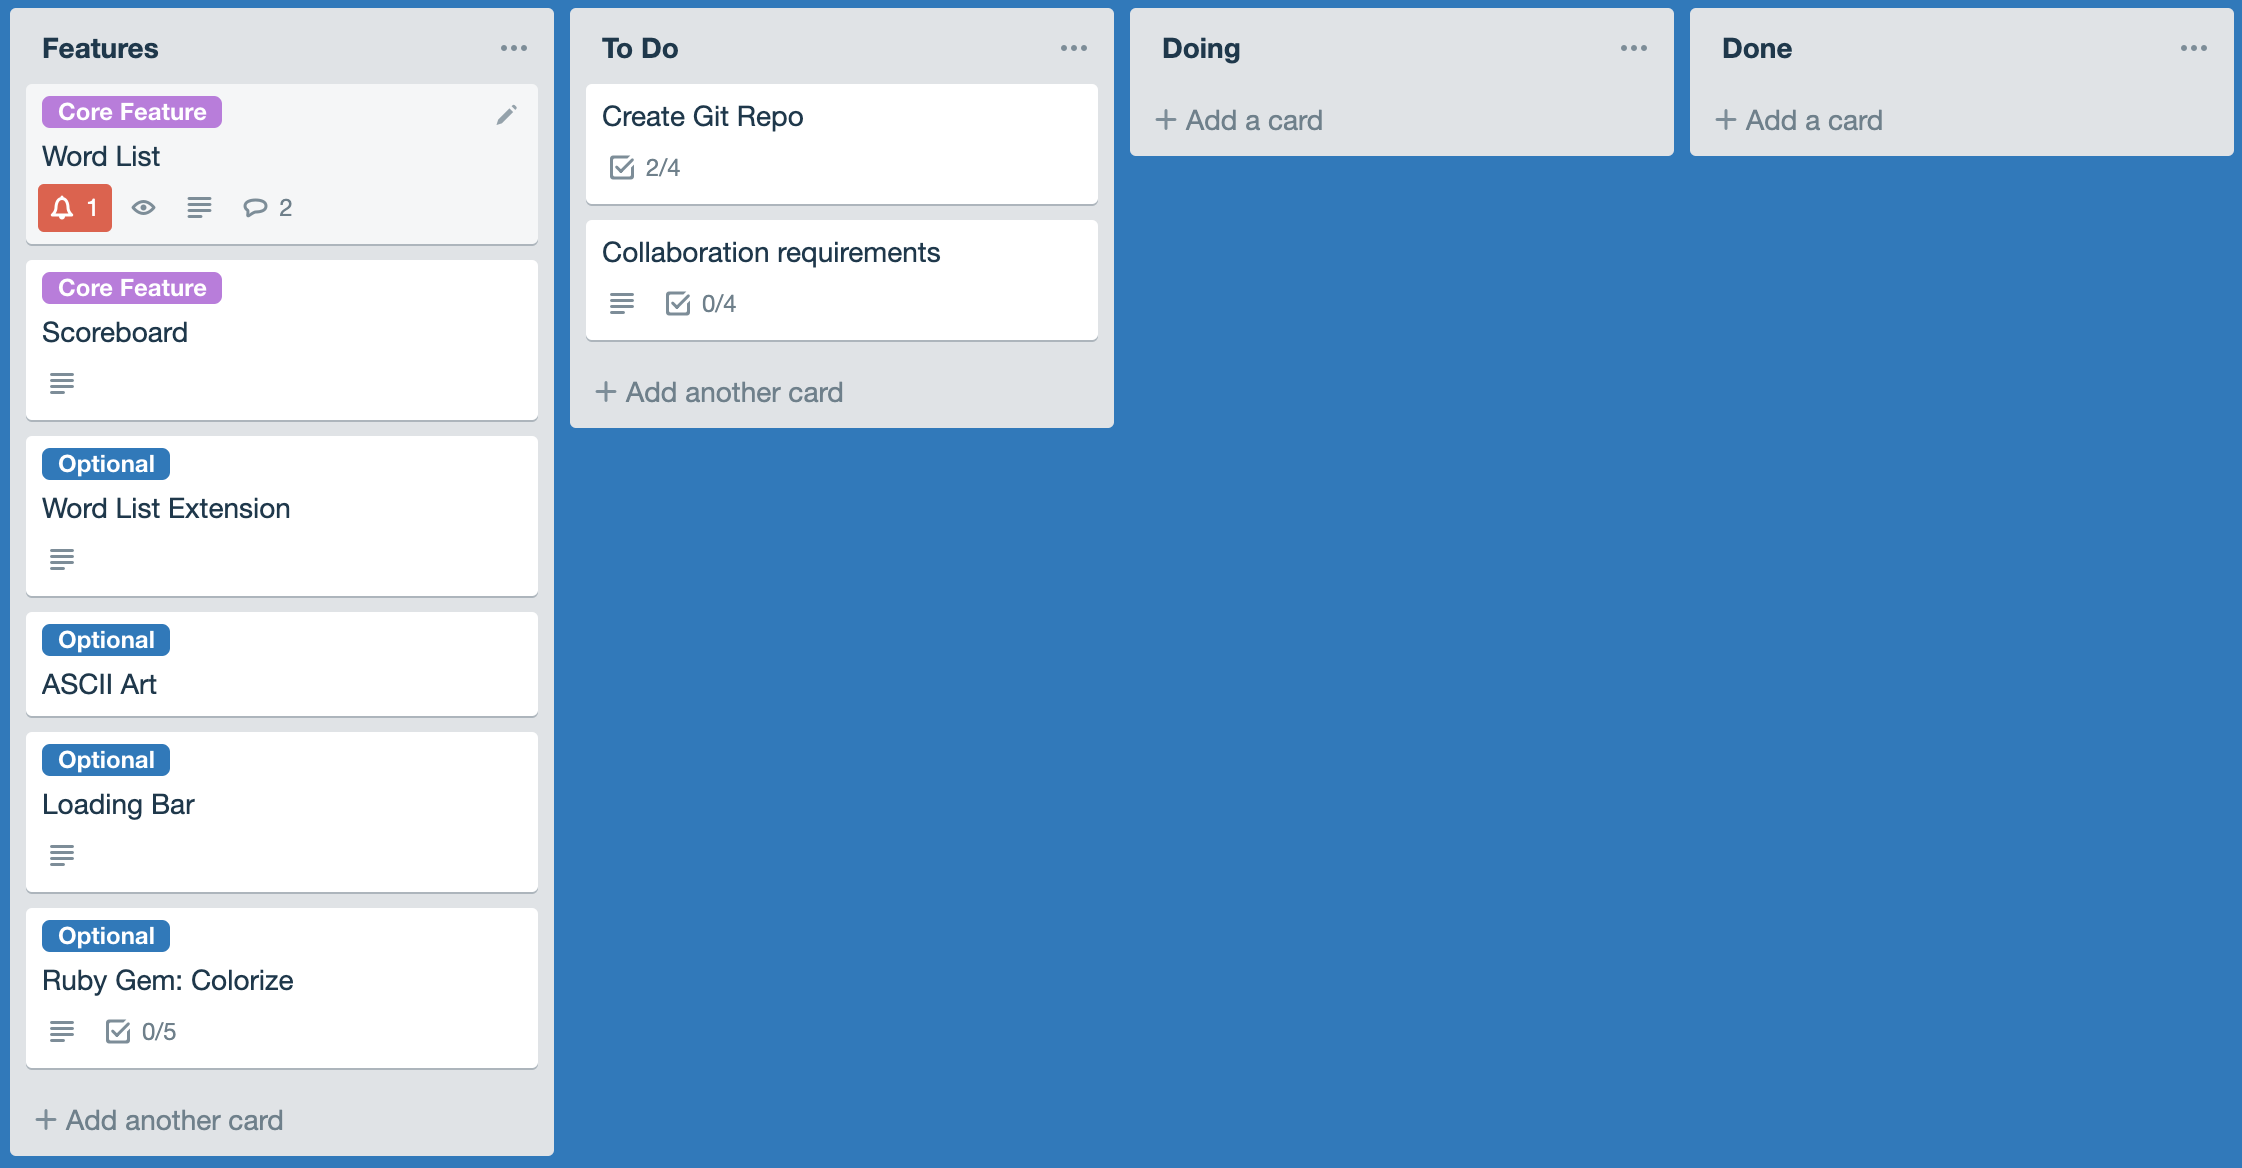 Features
Core Feature
Word List
1
2
Core Feature
Scoreboard
Optional
Word List Extension
Optional
ASCII Art
Optional
Loading Bar
Optional
Ruby Gem: Colorize
0/5
+ Add another card
To Do
Create Git Repo
2/4
Collaboration requirements
0/4
+ Add another card
Doing
+ Add a card
Done
+ Add a card